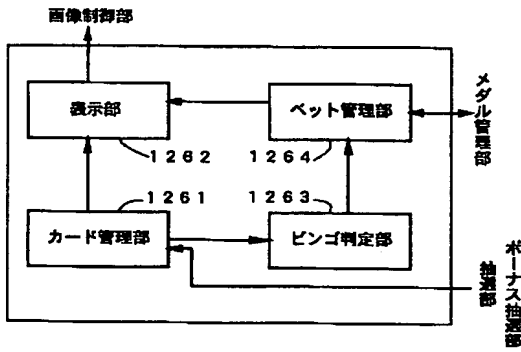 画像制御部
表示部
ベット管理部
メダル管理部
1262
1264
1261
1263
カード管理部
ビンゴ判定部
抽選部
ボーナス抽選部